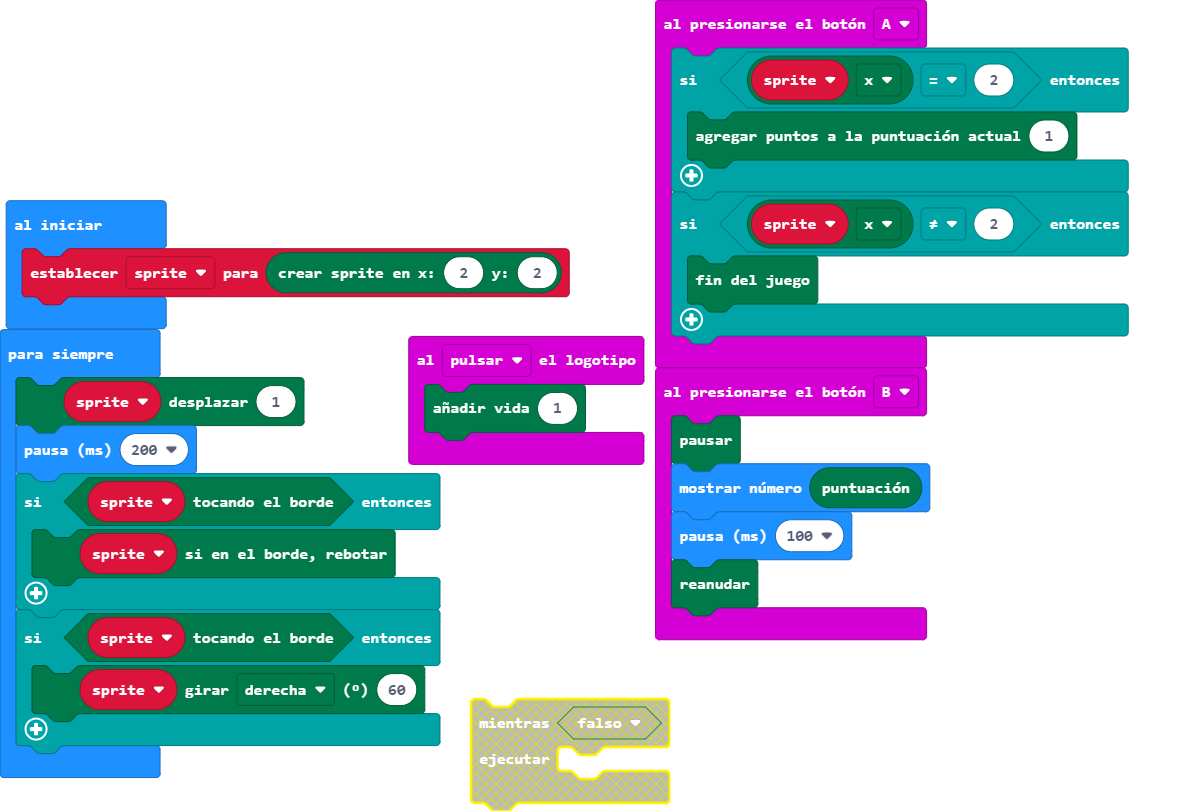 al iniciar
establecer sprite para crear sprite en x: 2 y: 2
para siempre
sprite desplazar 1
pausa (ms) 200
si sprite tocando el borde entonces
sprite si en el borde, rebotar
si sprite tocando el borde entonces
sprite girar derecha (º) 60
al pulsar el logotipo
añadir vida 1
mientras falso
ejecutar
al presionarse el botón A
si sprite x = 2 entonces
agregar puntos a la puntuación actual 1
si sprite x ≠ 2 entonces
fin del juego
al presionarse el botón B
pausar
mostrar número puntuación
pausa (ms) 100
reanudar